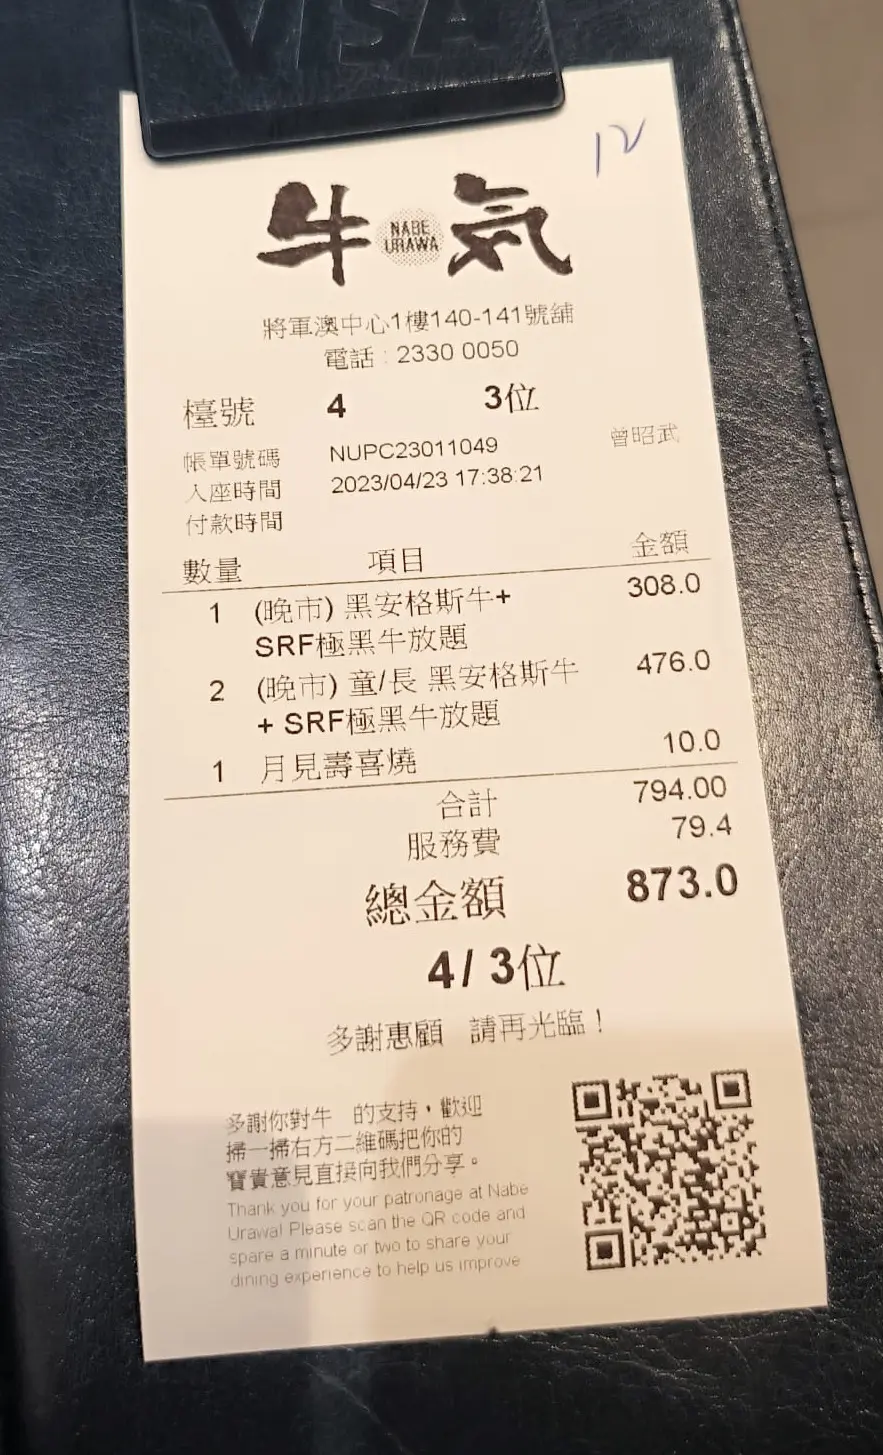 VISA
12
牛 NABE URAWA 気
將軍澳中心1樓140-141號舖
電話 : 2330 0050
檯號 4 3位
帳單號碼 NUPC23011049 曾昭武
入座時間 2023/04/23 17:38:21
付款時間
數量 項目 金額
1 (晚市) 黑安格斯牛+ 308.0
SRF極黑牛放題
2 (晚市) 童/長 黑安格斯牛 476.0
+ SRF極黑牛放題
1 月見壽喜燒 10.0
合計 794.00
服務費 79.4
總金額 873.0
4/ 3位
多謝惠顧 請再光臨！
多謝你對牛 的支持，歡迎
掃一掃右方二維碼把你的
寶貴意見直接向我們分享。
Thank you for your patronage at Nabe
Urawa! Please scan the QR code and
spare a minute or two to share your
dining experience to help us improve